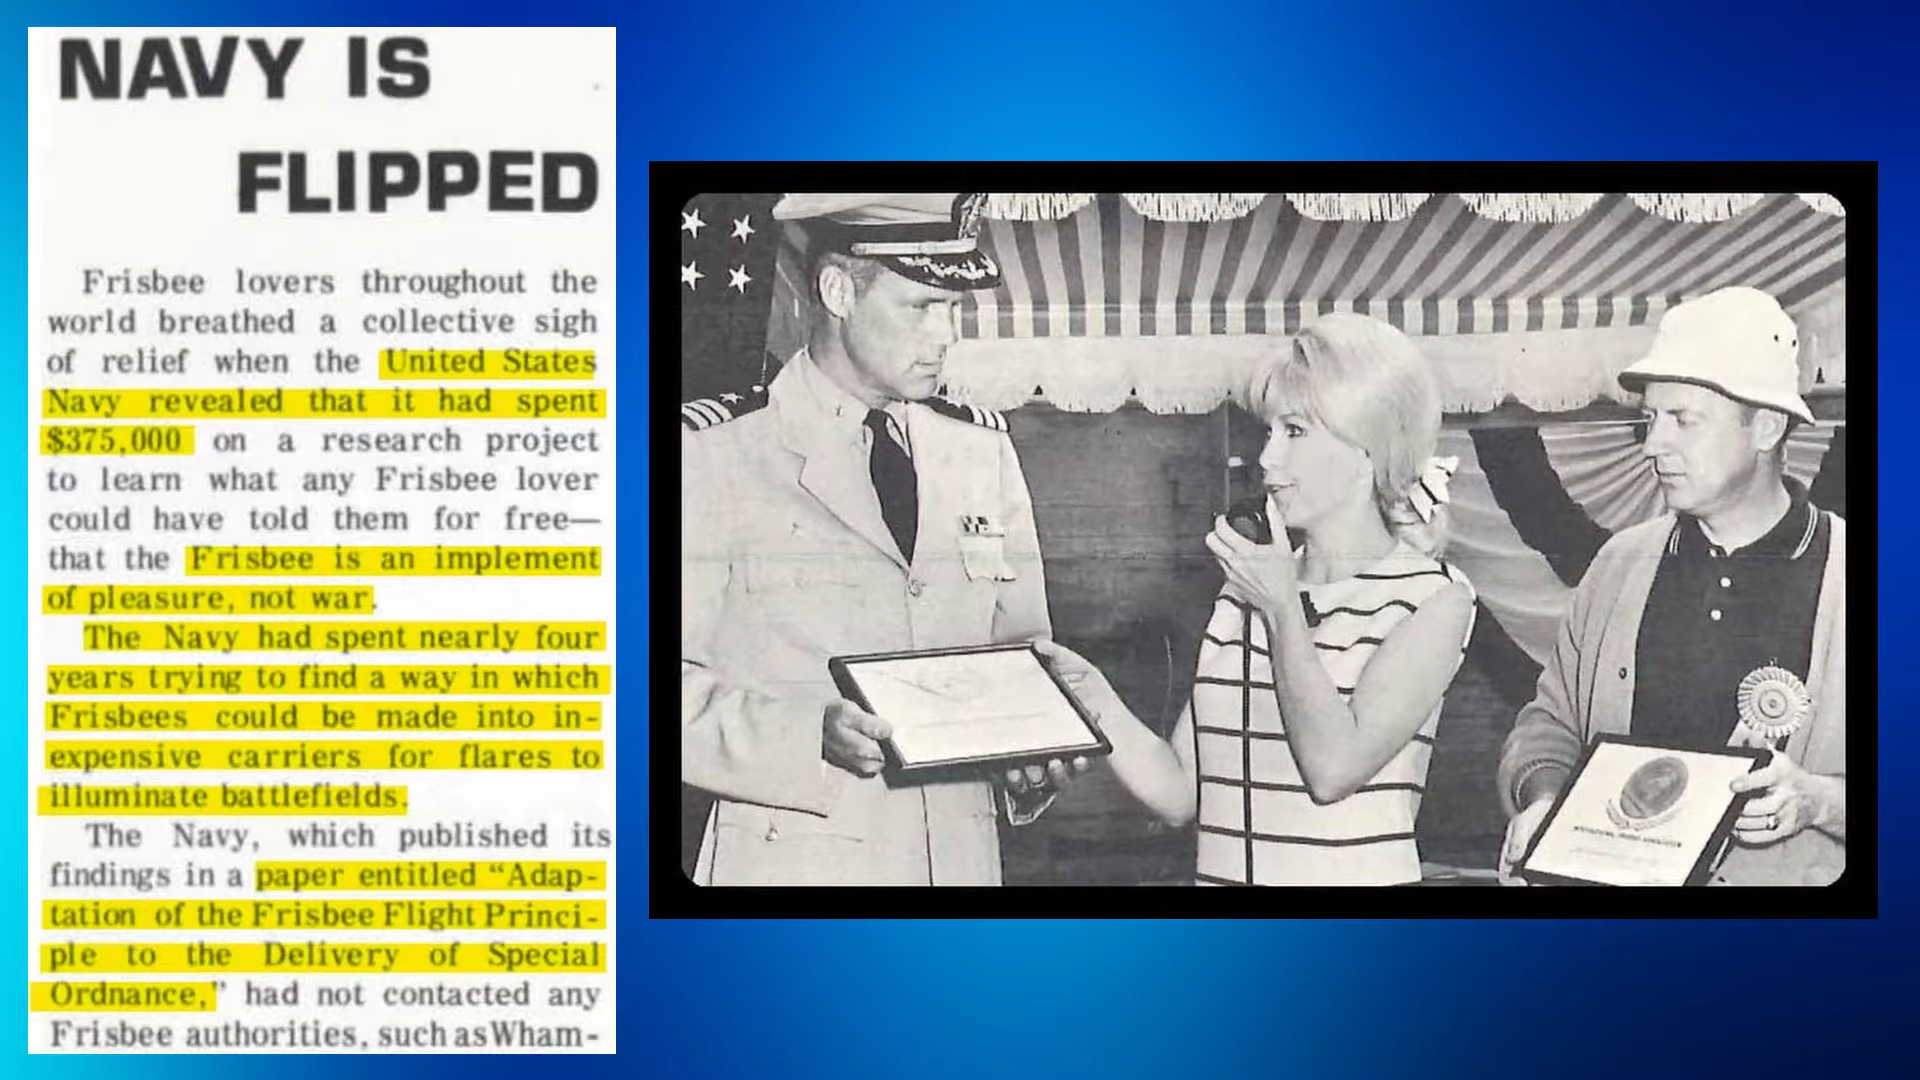 NAVY IS
FLIPPED
Frisbee lovers throughout the
world breathed a collective sigh
of relief when the United States
Navy revealed that it had spent
$375,000 on a research project
to learn what any Frisbee lover
could have told them for free—
that the Frisbee is an implement
of pleasure, not war.
The Navy had spent nearly four
years trying to find a way in which
Frisbees could be made into in-
expensive carriers for flares to
illuminate battlefields.
The Navy, which published its
findings in a paper entitled “Adap-
tation of the Frisbee Flight Princi-
ple to the Delivery of Special
Ordnance,” had not contacted any
Frisbee authorities, such as Wham-